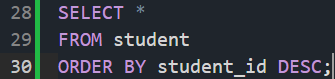 28 SELECT *
29 FROM student
30 ORDER BY student_id DESC;